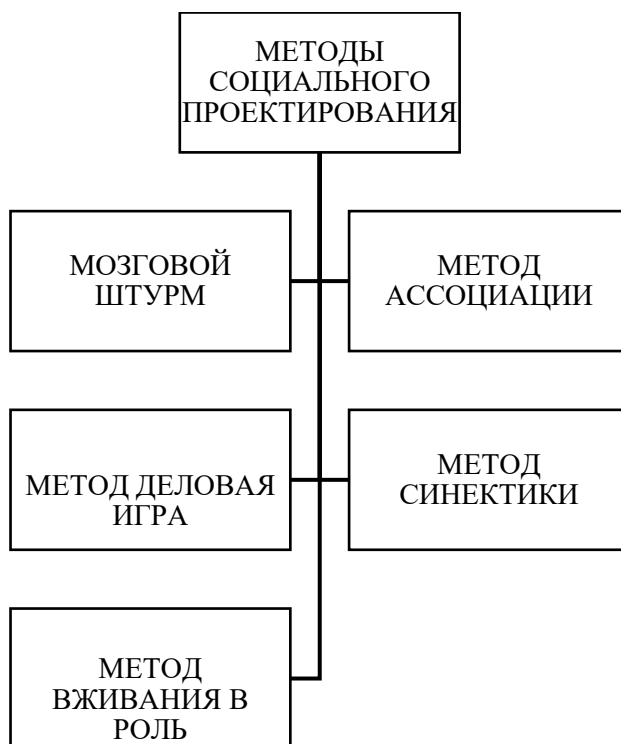 МЕТОДЫ
СОЦИАЛЬНОГО
ПРОЕКТИРОВАНИЯ
МОЗГОВОЙ
ШТУРМ
МЕТОД
АССОЦИАЦИИ
МЕТОД ДЕЛОВАЯ
ИГРА
МЕТОД
СИНЕКТИКИ
МЕТОД
ВЖИВАНИЯ В
РОЛЬ